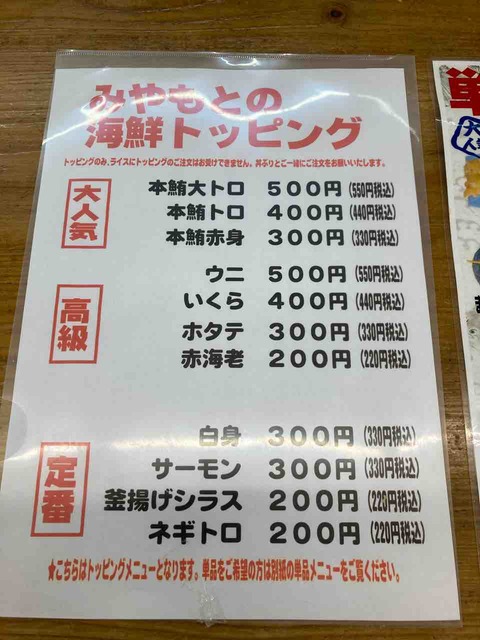 みやもとの
海鮮トッピング
トッピングのみ、ライスにトッピングのご注文はお受けできません。丼ぶりとご一緒にご注文をお願いいたします。
大人気
本鮪大トロ 500円(550円税込)
本鮪トロ 400円(440円税込)
本鮪赤身 300円(330円税込)
高級
ウニ 500円(550円税込)
いくら 400円(440円税込)
ホタテ 300円(330円税込)
赤海老 200円(220円税込)
定番
白身 300円(330円税込)
サーモン 300円(330円税込)
釜揚げシラス 200円(220円税込)
ネギトロ 200円(220円税込)
★こちらはトッピングメニューとなります。単品をご希望の方は別紙の単品メニューをご覧ください。
単